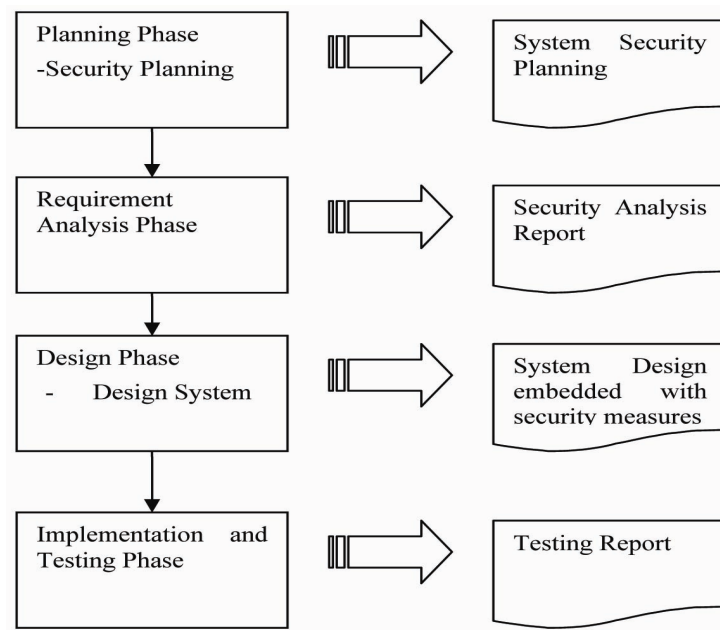 Planning Phase
-Security Planning
System Security
Planning
Requirement
Analysis Phase
Security Analysis
Report
Design Phase
- Design System
System Design
embedded with
security measures
Implementation and
Testing Phase
Testing Report